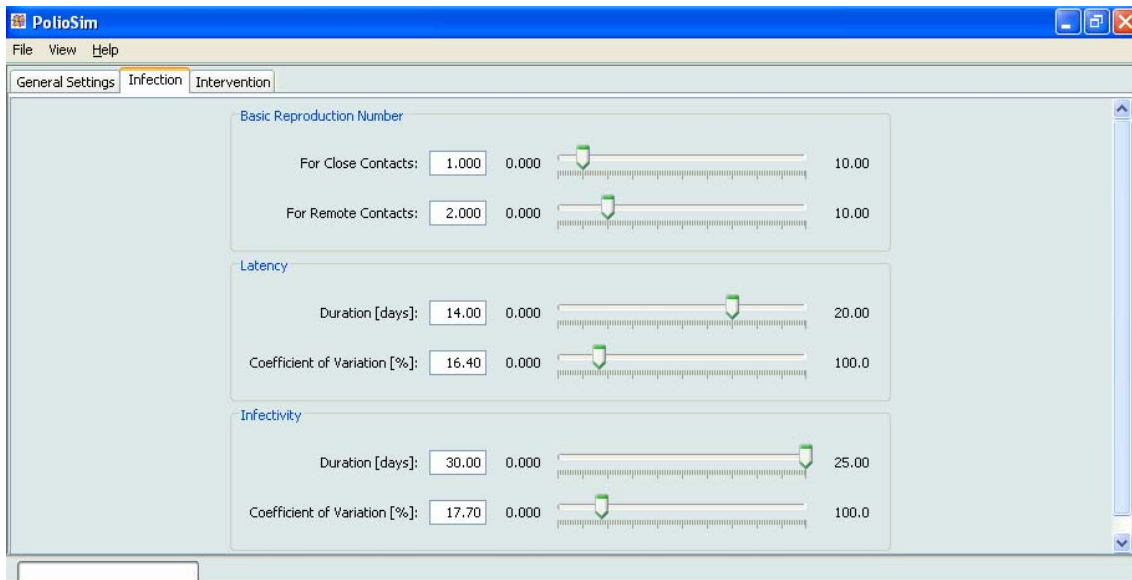 PolioSim
File View Help
General Settings Infection Intervention
Basic Reproduction Number
For Close Contacts: 1.000 0.000 10.00
For Remote Contacts: 2.000 0.000 10.00
Latency
Duration [days]: 14.00 0.000 20.00
Coefficient of Variation [%]: 16.40 0.000 100.0
Infectivity
Duration [days]: 30.00 0.000 25.00
Coefficient of Variation [%]: 17.70 0.000 100.0